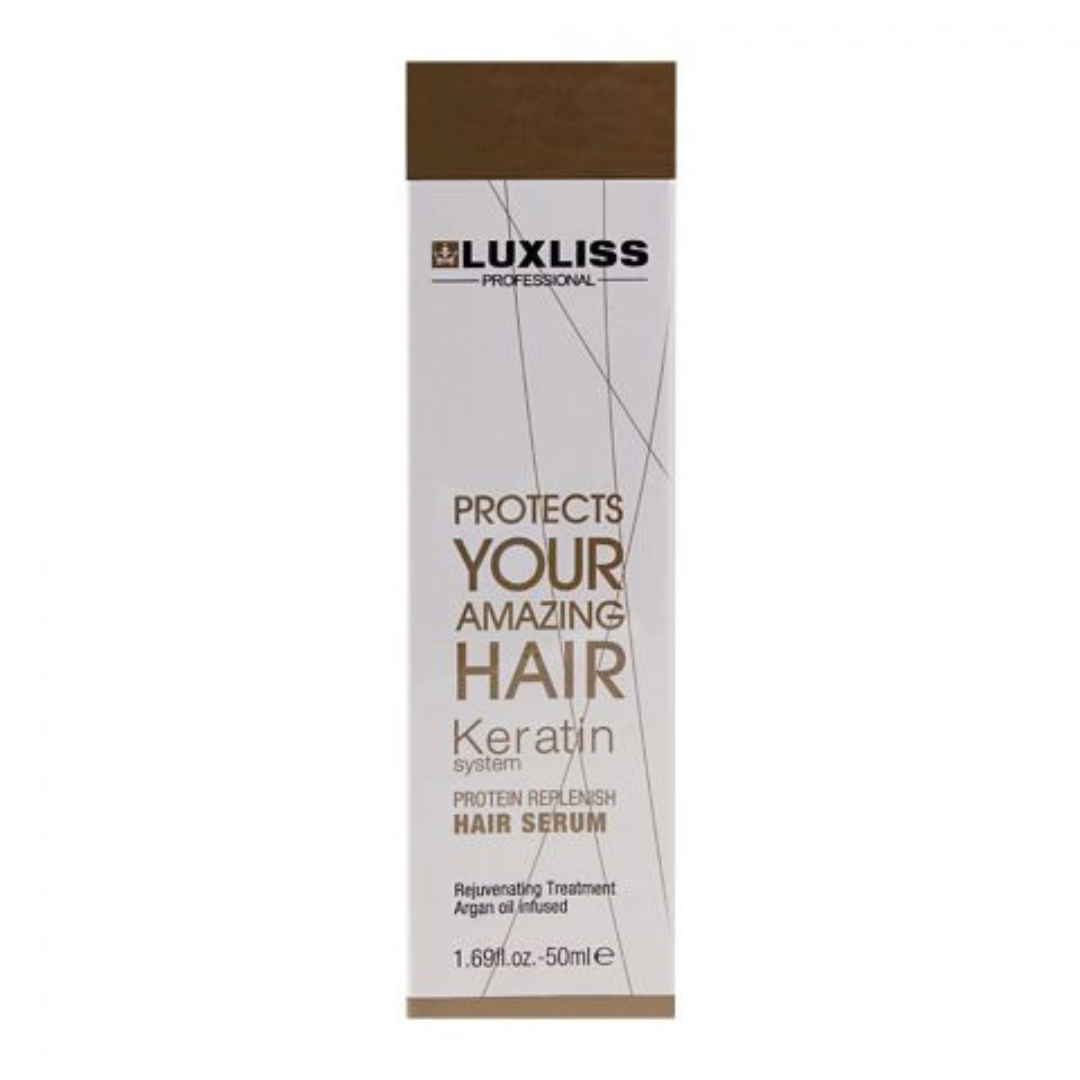 LUXLISS
PROFESSIONAL
PROTECTS
YOUR
AMAZING
HAIR
Keratin
system
PROTEIN REPLENISH
HAIR SERUM
Rejuvenating Treatment
Argan oil infused
1.69fl.oz.-50ml℮